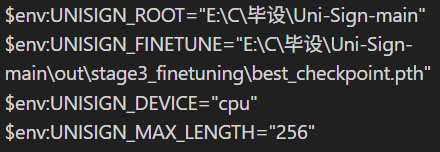 $env:UNISIGN_ROOT="E:\C\毕设\Uni-Sign-main"
$env:UNISIGN_FINETUNE="E:\C\毕设\Uni-Sign-
main\out\stage3_finetuning\best_checkpoint.pth"
$env:UNISIGN_DEVICE="cpu"
$env:UNISIGN_MAX_LENGTH="256"